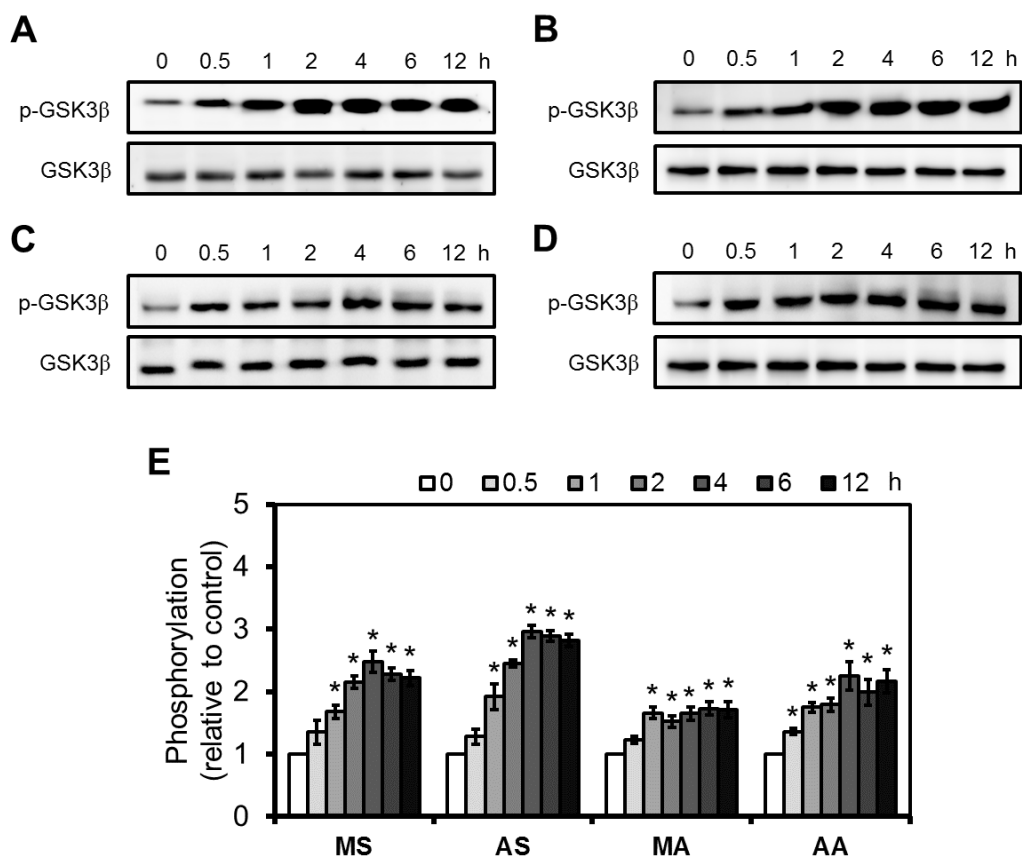 A
0 0.5 1 2 4 6 12 h
p-GSK3β
GSK3β
B
0 0.5 1 2 4 6 12 h
p-GSK3β
GSK3β
C
0 0.5 1 2 4 6 12 h
p-GSK3β
GSK3β
D
0 0.5 1 2 4 6 12 h
p-GSK3β
GSK3β
E
0 0.5 1 2 4 6 12 h
Phosphorylation
(relative to control)
5
4
3
2
1
0
* * * * *
* * * * *
* * * * *
* * * * * *
MS AS MA AA